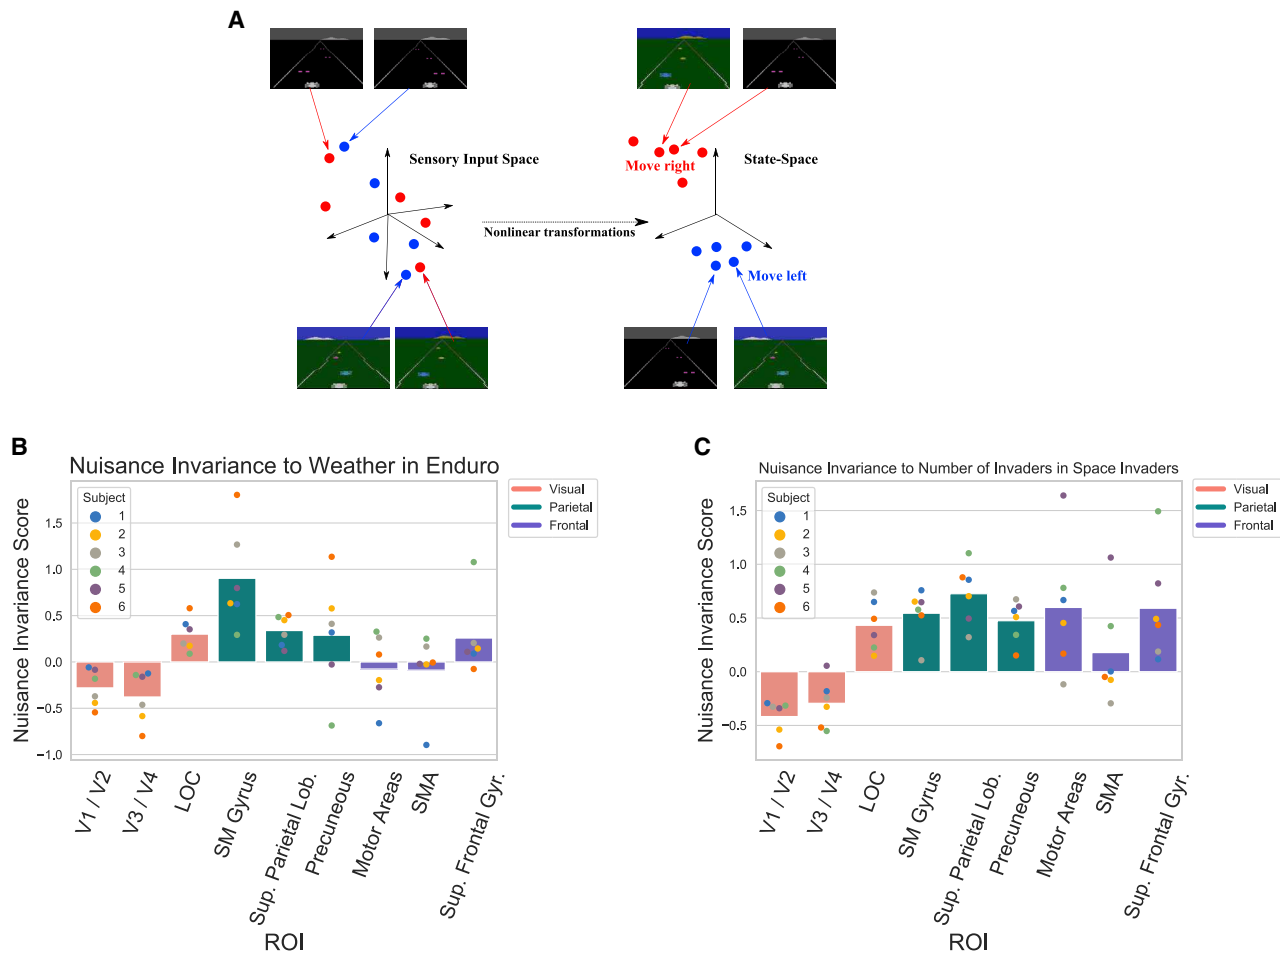 A
Sensory Input Space
Nonlinear transformations
State-Space
Move right
Move left
B
Nuisance Invariance to Weather in Enduro
Nuisance Invariance Score
1.5
1.0
0.5
0.0
−0.5
−1.0
Subject
1
2
3
4
5
6
Visual
Parietal
Frontal
V1 / V2
V3 / V4
LOC
SM Gyrus
Sup. Parietal Lob.
Precuneous
Motor Areas
SMA
Sup. Frontal Gyr.
ROI
C
Nuisance Invariance to Number of Invaders in Space Invaders
Nuisance Invariance Score
1.5
1.0
0.5
0.0
−0.5
Subject
1
2
3
4
5
6
Visual
Parietal
Frontal
V1 / V2
V3 / V4
LOC
SM Gyrus
Sup. Parietal Lob.
Precuneous
Motor Areas
SMA
Sup. Frontal Gyr.
ROI